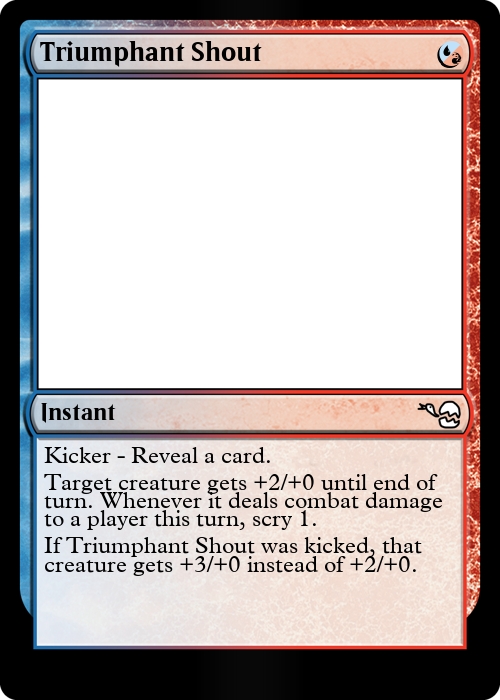 Triumphant Shout
Instant
Kicker - Reveal a card.
Target creature gets +2/+0 until end of
turn. Whenever it deals combat damage
to a player this turn, scry 1.
If Triumphant Shout was kicked, that
creature gets +3/+0 instead of +2/+0.